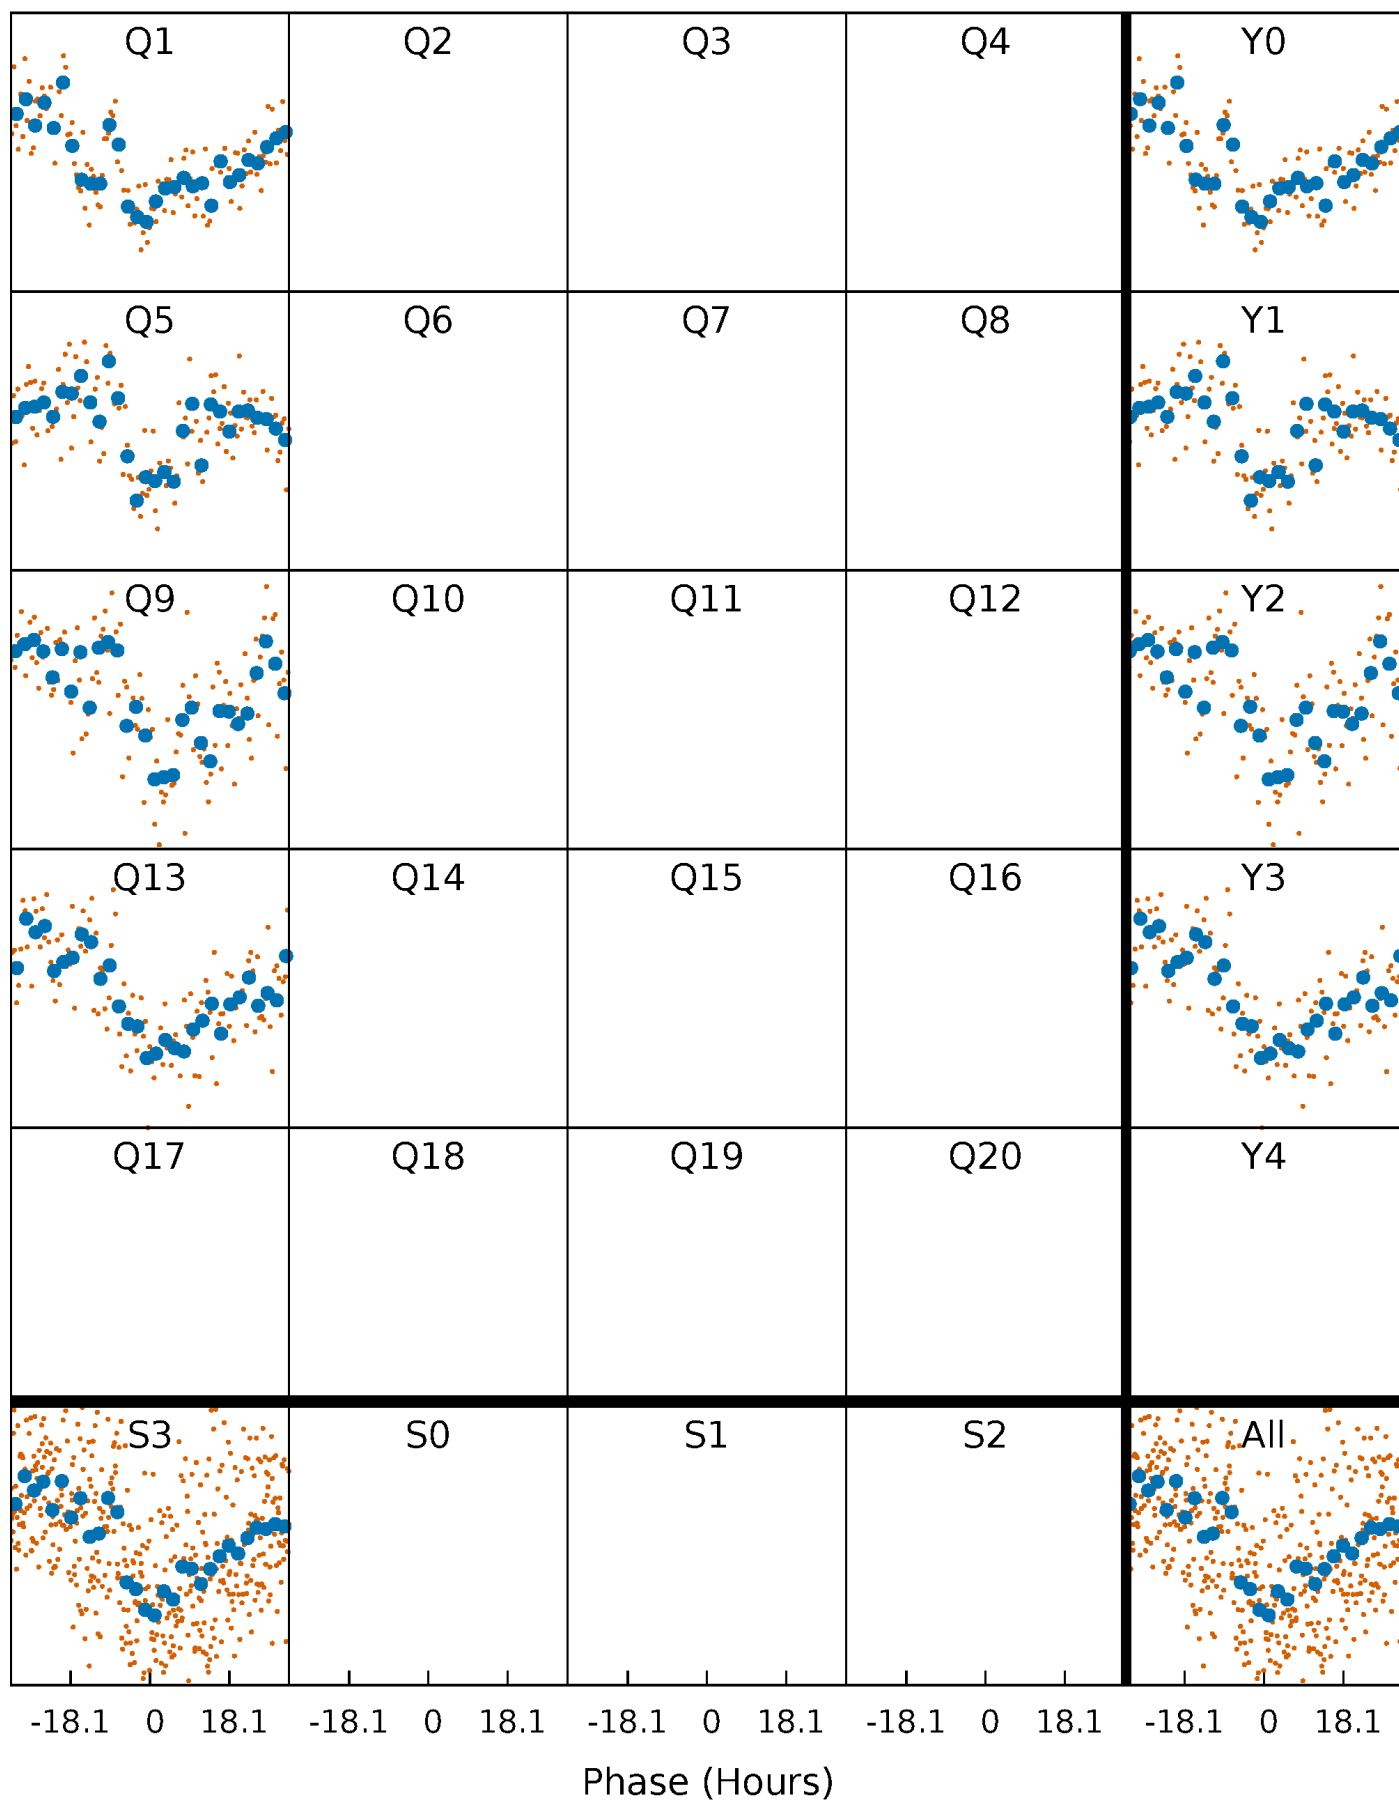 Q1 Q2 Q3 Q4 Y0
Q5 Q6 Q7 Q8 Y1
Q9 Q10 Q11 Q12 Y2
Q13 Q14 Q15 Q16 Y3
Q17 Q18 Q19 Q20 Y4
S3 S0 S1 S2 All
-18.1 0 18.1 -18.1 0 18.1 -18.1 0 18.1 -18.1 0 18.1 -18.1 0 18.1
Phase (Hours)